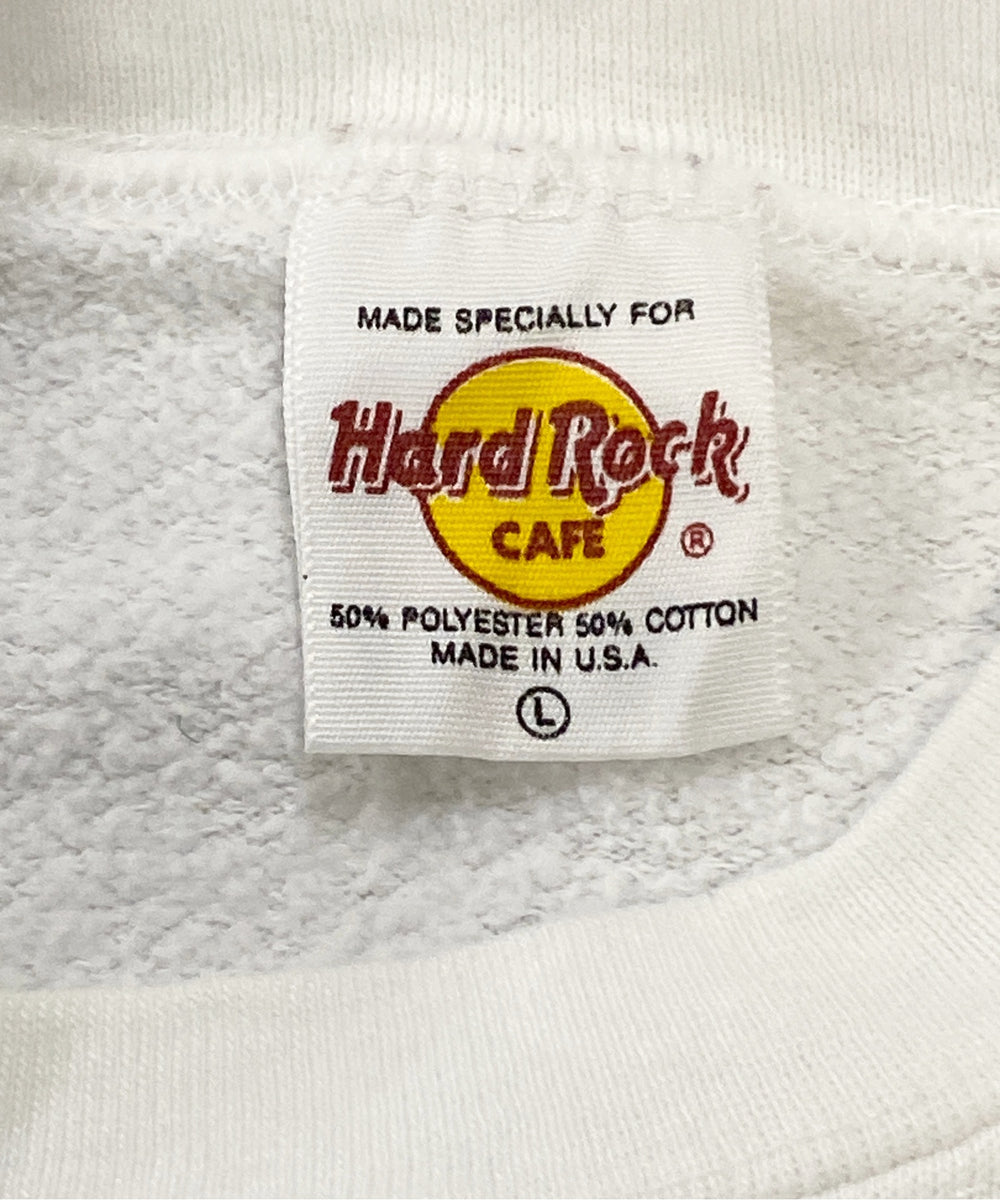 MADE SPECIALLY FOR
Hard Rock
CAFE ®
50% POLYESTER 50% COTTON
MADE IN U.S.A.
L